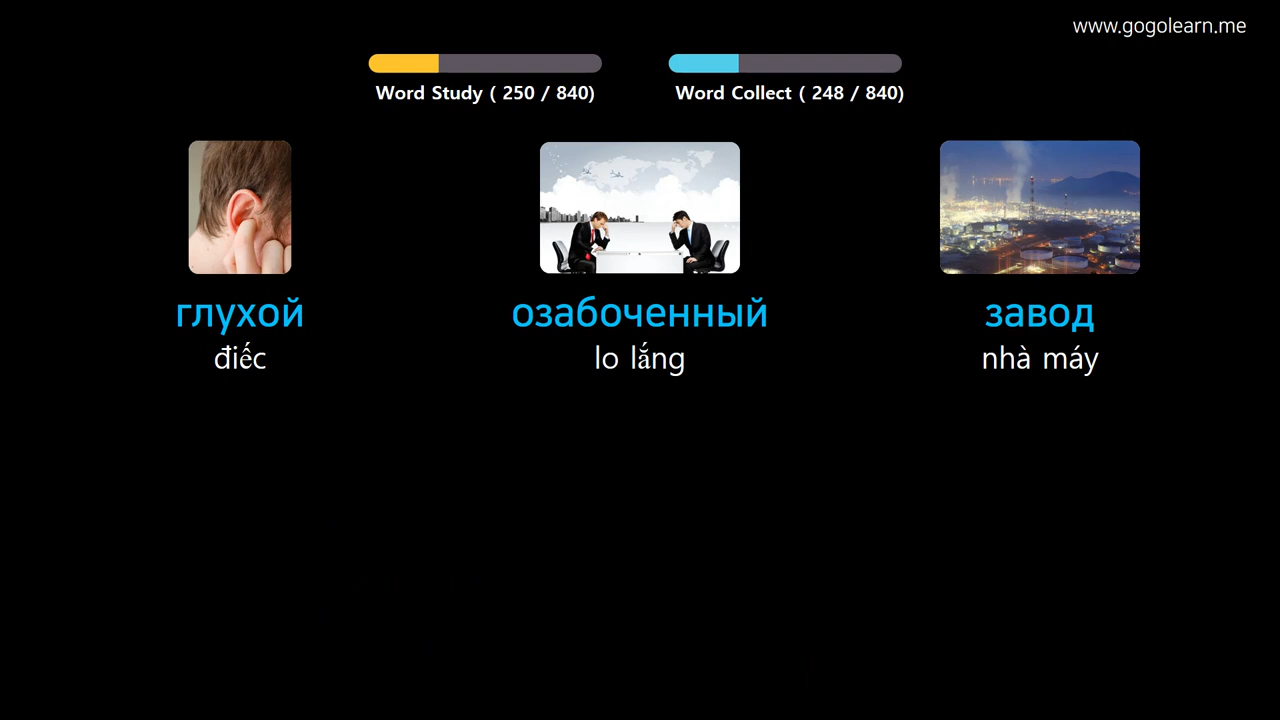 www.gogolearn.me
Word Study ( 250 / 840)
Word Collect ( 248 / 840)
глухой
điếc
озабоченный
lo lắng
завод
nhà máy